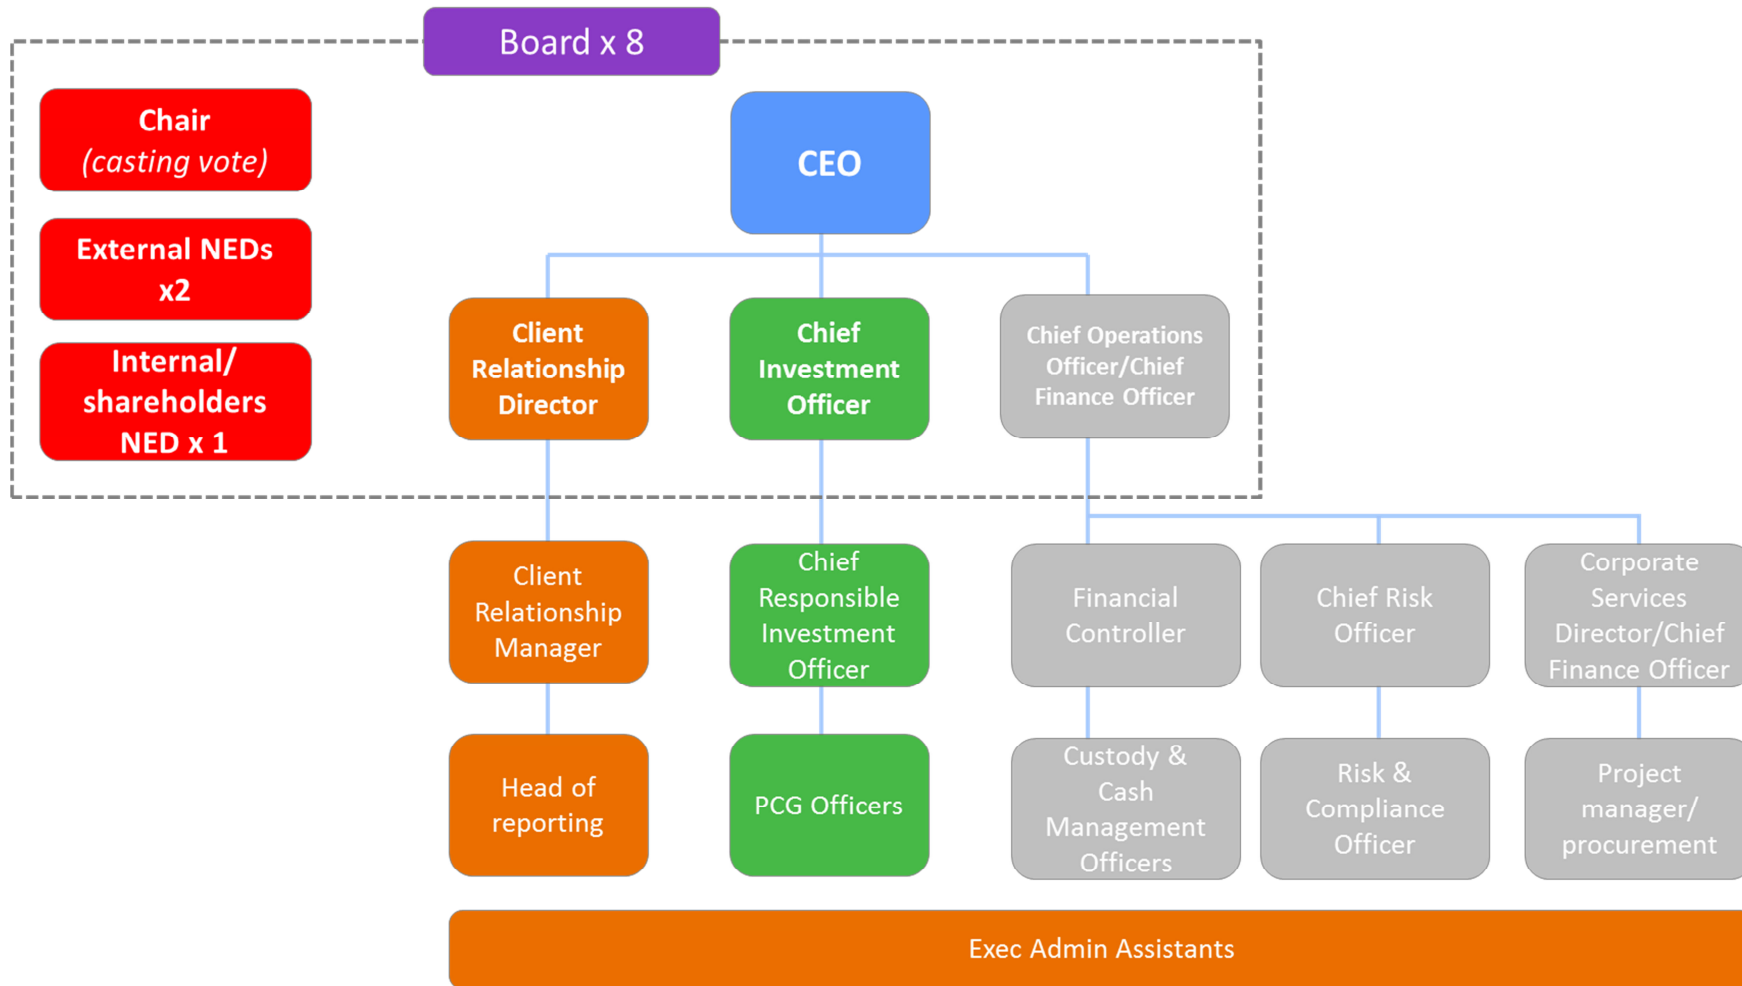 Board x 8
Chair
(casting vote)
External NEDs
x2
Internal/
shareholders
NED x 1
CEO
Client
Relationship
Director
Chief
Investment
Officer
Chief Operations
Officer/Chief
Finance Officer
Client
Relationship
Manager
Chief
Responsible
Investment
Officer
Financial
Controller
Chief Risk
Officer
Corporate
Services
Director/Chief
Finance Officer
Head of
reporting
PCG Officers
Custody &
Cash
Management
Officers
Risk &
Compliance
Officer
Project
manager/
procurement
Exec Admin Assistants